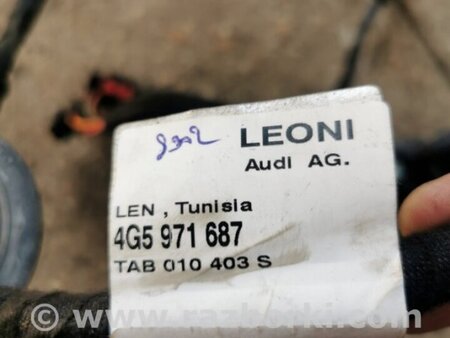 LEONI
Audi AG.
LEN , Tunisia
4G5 971 687
TAB 010 403 S
© www.razborki.com ®